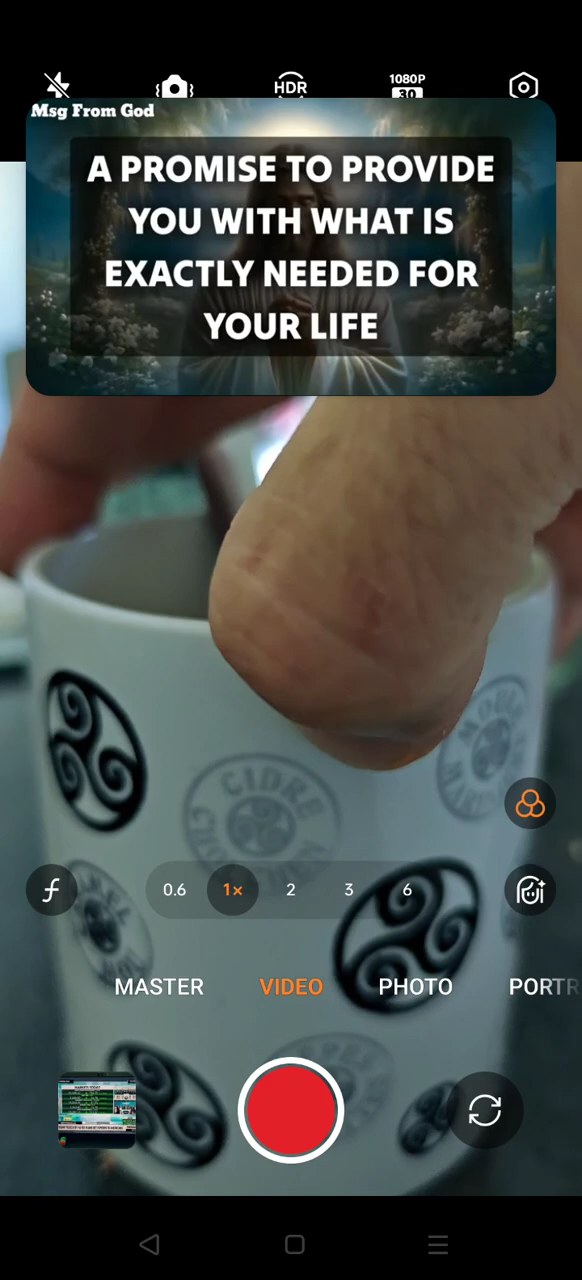 HDR
1080P
30
Msg From God
A PROMISE TO PROVIDE
YOU WITH WHAT IS
EXACTLY NEEDED FOR
YOUR LIFE
CIDRE
0.6
1×
2
3
6
MASTER
VIDEO
PHOTO
PORTR